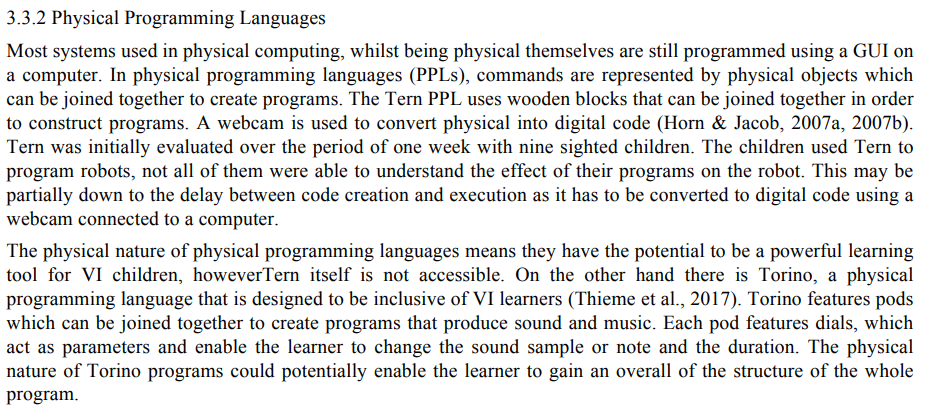 3.3.2 Physical Programming Languages
Most systems used in physical computing, whilst being physical themselves are still programmed using a GUI on
a computer. In physical programming languages (PPLs), commands are represented by physical objects which
can be joined together to create programs. The Tern PPL uses wooden blocks that can be joined together in order
to construct programs. A webcam is used to convert physical into digital code (Horn & Jacob, 2007a, 2007b).
Tern was initially evaluated over the period of one week with nine sighted children. The children used Tern to
program robots, not all of them were able to understand the effect of their programs on the robot. This may be
partially down to the delay between code creation and execution as it has to be converted to digital code using a
webcam connected to a computer.
The physical nature of physical programming languages means they have the potential to be a powerful learning
tool for VI children, howeverTern itself is not accessible. On the other hand there is Torino, a physical
programming language that is designed to be inclusive of VI learners (Thieme et al., 2017). Torino features pods
which can be joined together to create programs that produce sound and music. Each pod features dials, which
act as parameters and enable the learner to change the sound sample or note and the duration. The physical
nature of Torino programs could potentially enable the learner to gain an overall of the structure of the whole
program.